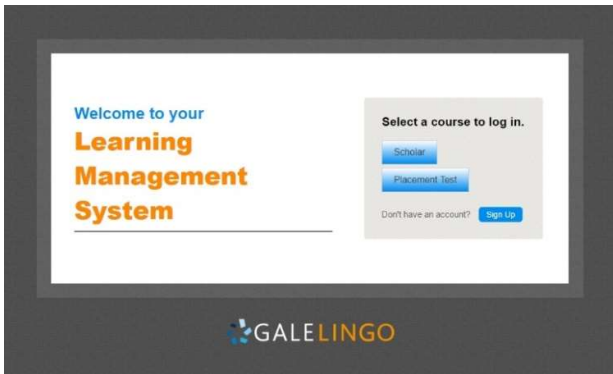 Welcome to your
Learning
Management
System
Select a course to log in.
Scholar
Placement Test
Don't have an account? Sign Up
GALELINGO